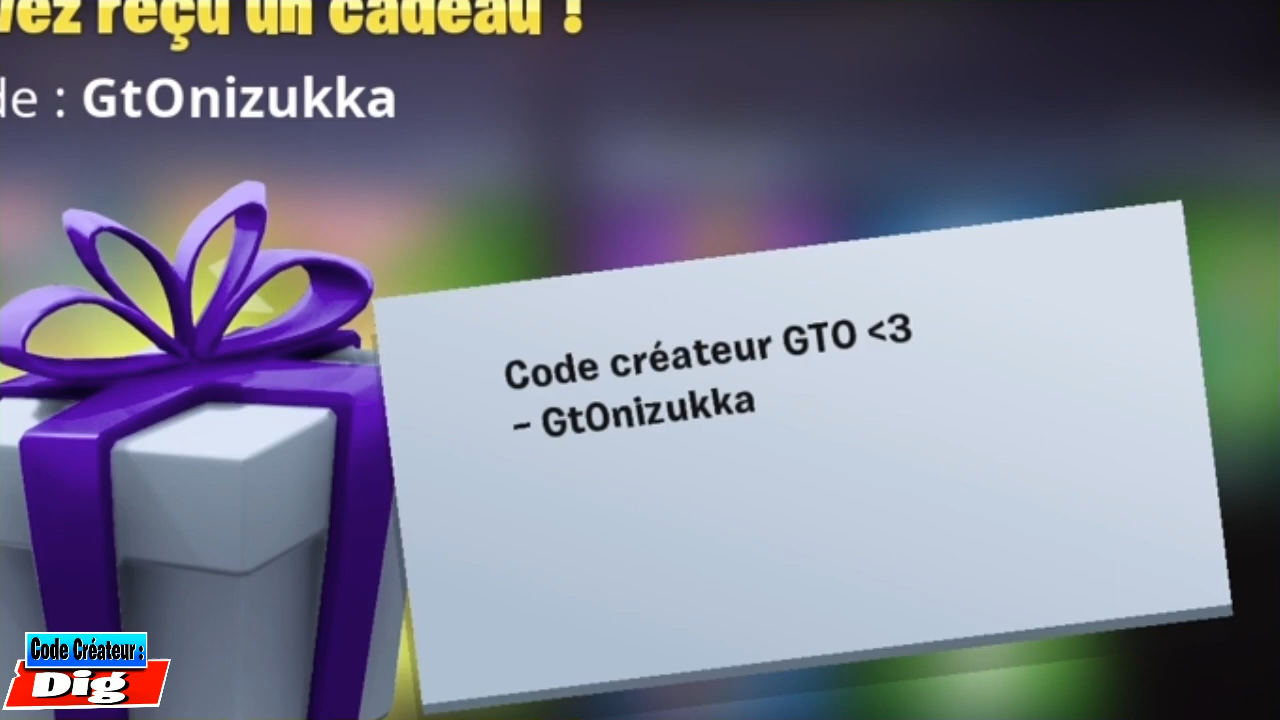 vez reçu un cadeau !
de : GtOnizukka
Code créateur GTO <3
– GtOnizukka
Code Créateur :
Dig